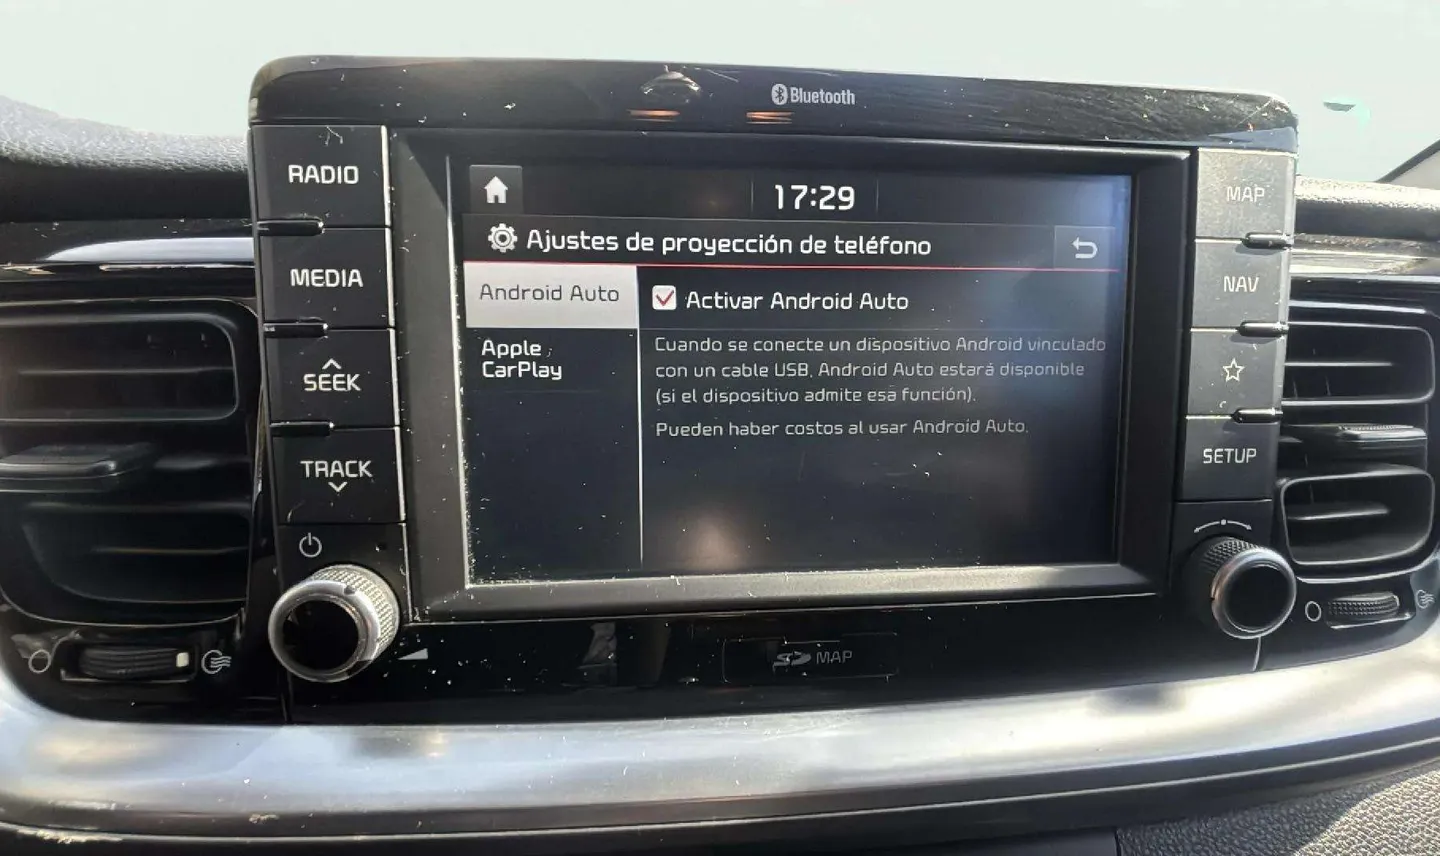 Bluetooth
RADIO
MEDIA
SEEK
TRACK
17:29
Ajustes de proyección de teléfono
Android Auto
Apple
CarPlay
Activar Android Auto
Cuando se conecte un dispositivo Android vinculado
con un cable USB, Android Auto estará disponible
(si el dispositivo admite esa función).
Pueden haber costos al usar Android Auto.
MAP
NAV
SETUP
SD MAP